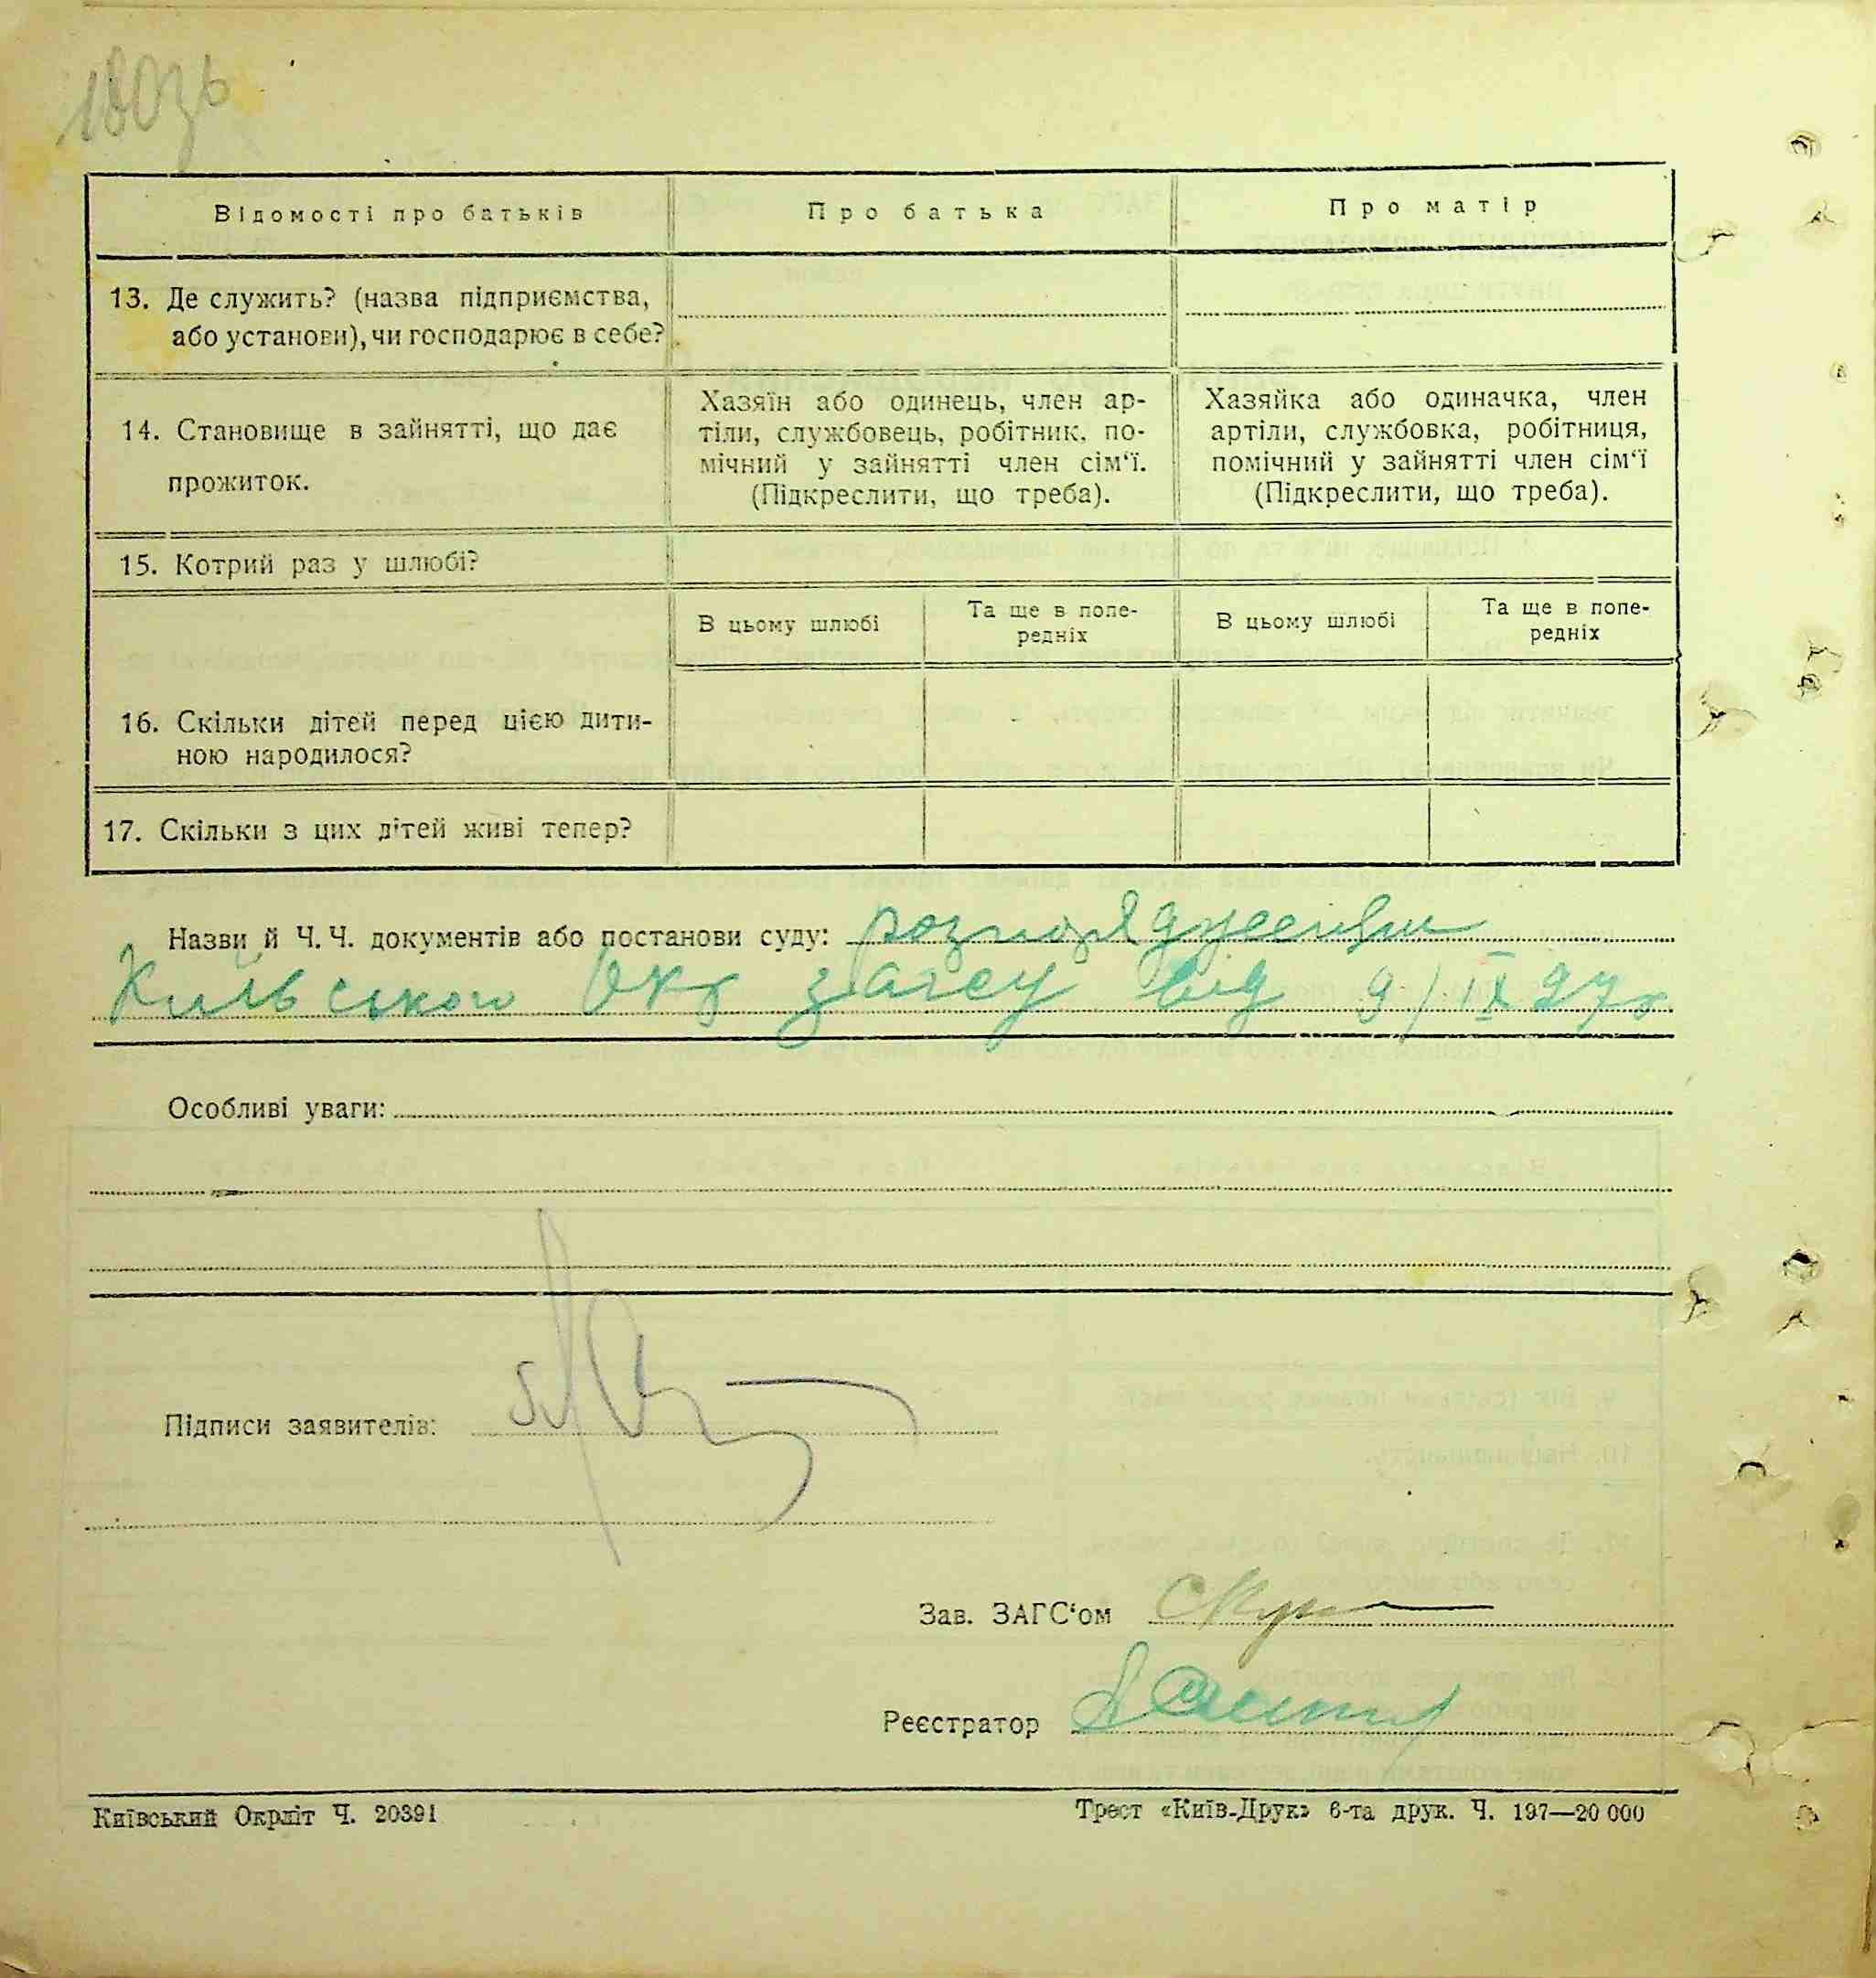 180зв
Відомості про батьків
Про батька
Про матір
13. Де служить? (назва підприємства,
або установи), чи господарює в себе?
14. Становище в зайнятті, що дає
прожиток.
Хазяїн або одинець, член ар-
тіли, службовець, робітник, по-
мічний у зайнятті член сім‘ї.
(Підкреслити, що треба).
Хазяйка або одиначка, член
артіли, службовка, робітниця,
помічний у зайнятті член сім‘ї
(Підкреслити, що треба).
15. Котрий раз у шлюбі?
В цьому шлюбі
Та ще в попе-
редніх
В цьому шлюбі
Та ще в попе-
редніх
16. Скільки дітей перед цією дити-
ною народилося?
17. Скільки з цих дітей живі тепер?
Назви й Ч. Ч. документів або постанови суду: розпорядження
Київського Окр загсу від 9/IX 27р
Особливі уваги:
Підписи заявителів:
Зав. ЗАГС‘ом
Реєстратор
Київський Окрліт Ч. 20391
Трест «Київ-Друк» 6-та друк. Ч. 197—20 000